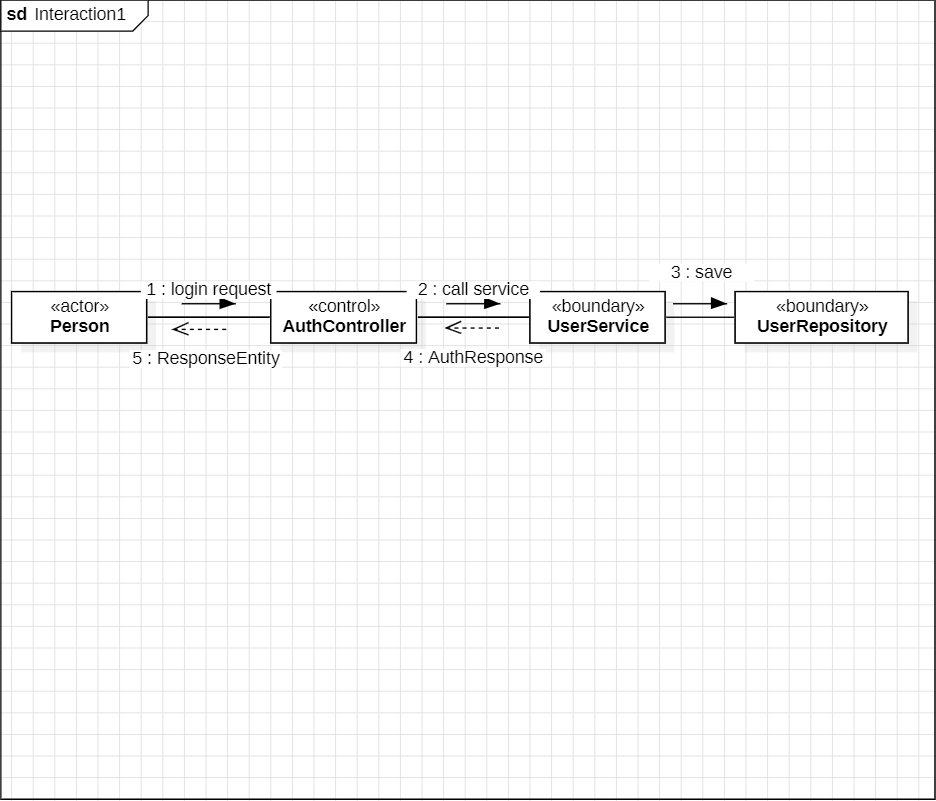 sd Interaction1
3 : save
1 : login request
2 : call service
«actor»
Person
«control»
AuthController
«boundary»
UserService
«boundary»
UserRepository
5 : ResponseEntity
4 : AuthResponse